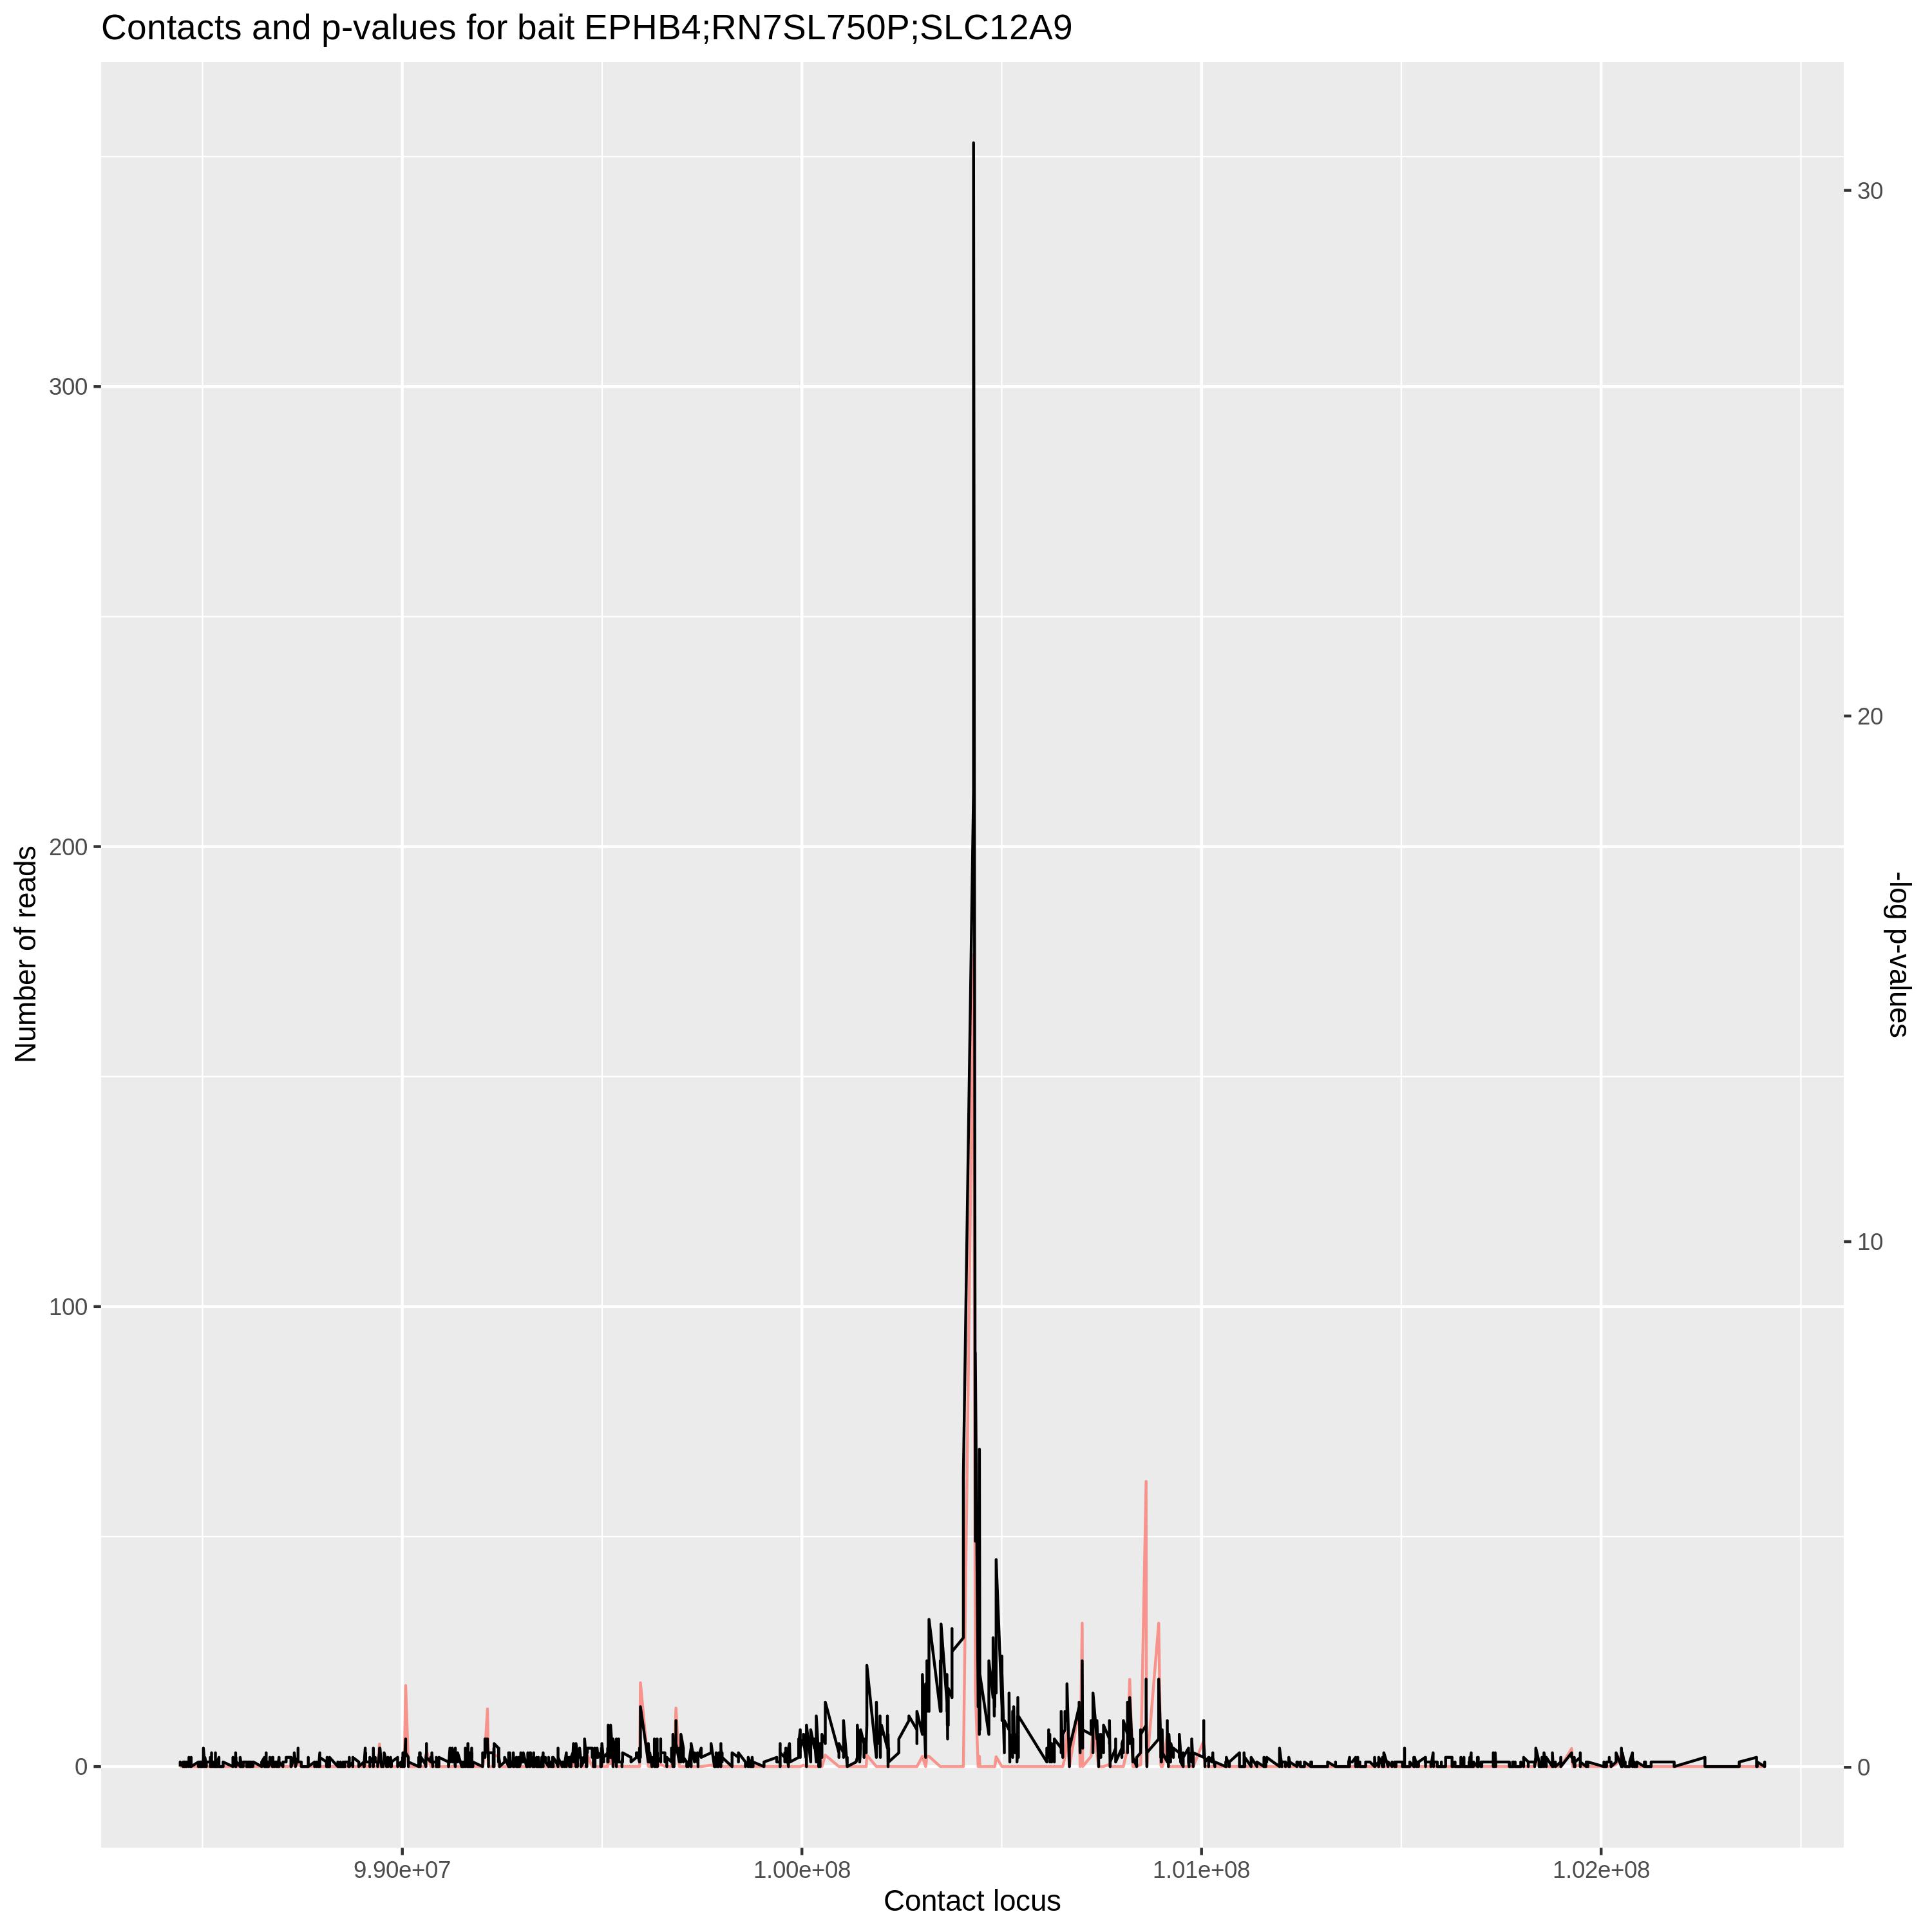 Contacts and p-values for bait EPHB4;RN7SL750P;SLC12A9
Number of reads
300
200
100
0
30
20
10
0
-log p-values
9.90e+07
1.00e+08
1.01e+08
1.02e+08
Contact locus